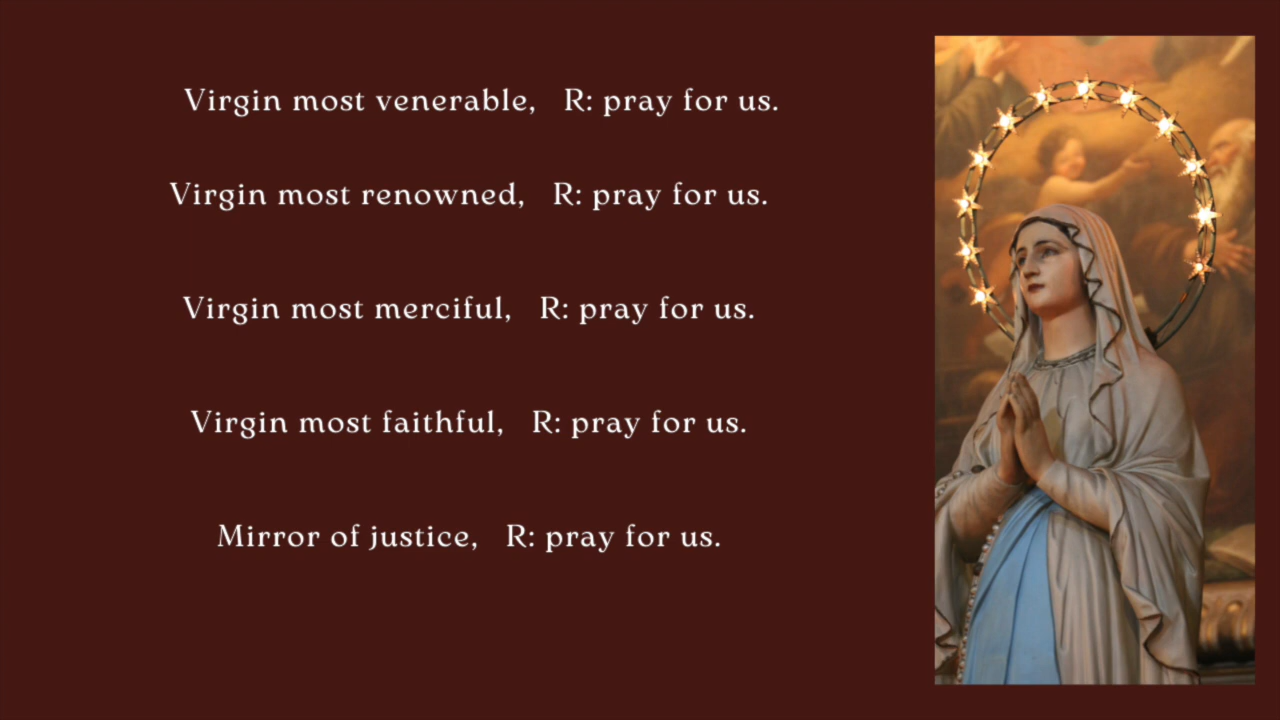 Virgin most venerable, R: pray for us.
Virgin most renowned, R: pray for us.
Virgin most merciful, R: pray for us.
Virgin most faithful, R: pray for us.
Mirror of justice, R: pray for us.